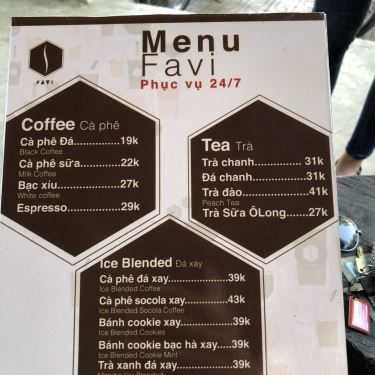 FAVI
Menu
Favi
Phục vụ 24/7
Coffee Cà phê
Cà phê Đá...............19k
Black Coffee
Cà phê sữa............22k
Milk Coffee
Bạc xíu..................27k
White coffee
Espresso...............29k
Tea Trà
Trà chanh............. 31k
Đá chanh..............31k
Trà đào.................41k
Peach Tea
Trà Sữa ÔLong.......27k
Ice Blended Đá xay
Cà phê đá xay...............39k
Ice Blended Coffee
Cà phê socola xay.........43k
Ice Blended Socola Coffee
Bánh cookie xay............39k
Ice Blended Cookies
Bánh cookie bạc hà xay...39k
Ice Blended Cookie Mint
Trà xanh đá xay............39k